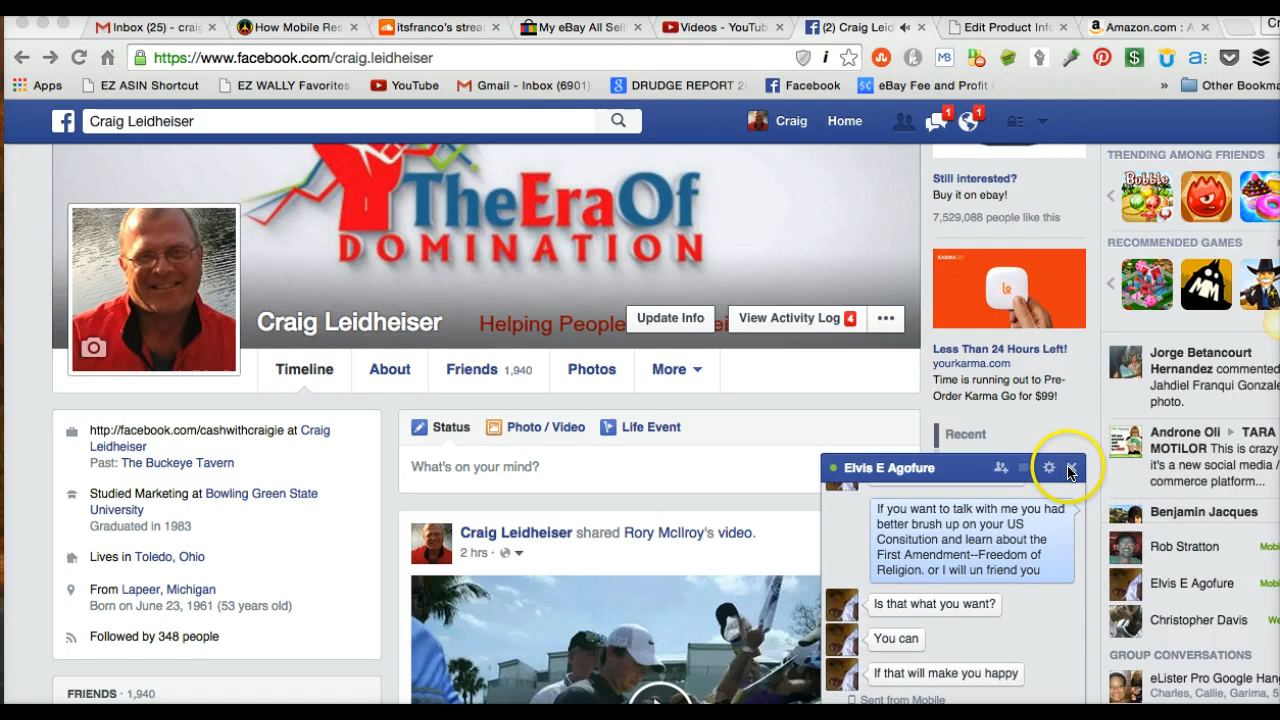 Inbox (25) - craig
How Mobile Res
itsfranco's strea
My eBay All Sell
Videos - YouTube
(2) Craig Leid
Edit Product Info
Amazon.com : A
https://www.facebook.com/craig.leidheiser
Apps
EZ ASIN Shortcut
EZ WALLY Favorites
YouTube
Gmail - Inbox (6901)
DRUDGE REPORT 20
Facebook
eBay Fee and Profit
»
Other Bookma
Craig Leidheiser
Craig
Home
1
1
TheEraOf
DOMINATION
Craig Leidheiser
Helping People
Update Info
View Activity Log 4
Timeline
About
Friends 1,940
Photos
More
http://facebook.com/cashwithcraigie at Craig
Leidheiser
Past: The Buckeye Tavern
Studied Marketing at Bowling Green State
University
Graduated in 1983
Lives in Toledo, Ohio
From Lapeer, Michigan
Born on June 23, 1961 (53 years old)
Followed by 348 people
FRIENDS · 1,940
Status
Photo / Video
Life Event
What's on your mind?
Craig Leidheiser shared Rory McIlroy's video.
2 hrs ·
Still interested?
Buy it on ebay!
7,529,088 people like this
Less Than 24 Hours Left!
yourkarma.com
Time is running out to Pre-
Order Karma Go for $99!
Recent
Elvis E Agofure
If you want to talk with me you had
better brush up on your US
Consitution and learn about the
First Amendment--Freedom of
Religion. or I will un friend you
Is that what you want?
You can
If that will make you happy
Sent from Mobile
TRENDING AMONG FRIENDS
Bubble
RECOMMENDED GAMES
MM
Jorge Betancourt
Hernandez commented
Jahdiel Franqui Gonzale
photo.
Androne Oli ▸ TARA
MOTILOR This is crazy
it's a new social media /
commerce platform...
Benjamin Jacques
Rob Stratton
Mobi
Elvis E Agofure
Mobi
Christopher Davis
GROUP CONVERSATIONS
eLister Pro Google Hang
Charles, Callie, Garima, 5